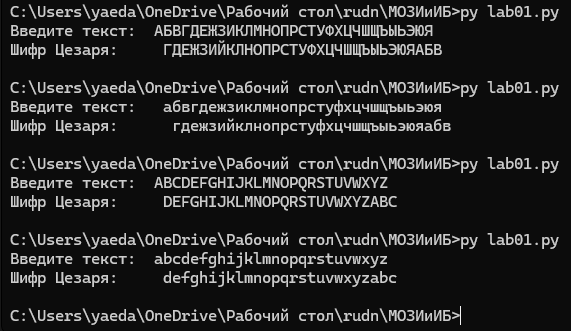 C:\Users\yaeda\OneDrive\Рабочий стол\rudn\МОЗИиИБ>py lab01.py
Введите текст:  АБВГДЕЖЗИКЛМНОПРСТУФХЦЧШЩЪЫЬЭЮЯ
Шифр Цезаря:     ГДЕЖЗИЙКЛНОПРСТУФХЦЧШЩЪЫЬЭЮЯАБВ
C:\Users\yaeda\OneDrive\Рабочий стол\rudn\МОЗИиИБ>py lab01.py
Введите текст:   абвгдежзиклмнопрстуфхцчшщъыьэюя
Шифр Цезаря:      гдежзийклнопрстуфхцчшщъыьэюяабв
C:\Users\yaeda\OneDrive\Рабочий стол\rudn\МОЗИиИБ>py lab01.py
Введите текст:  ABCDEFGHIJKLMNOPQRSTUVWXYZ
Шифр Цезаря:     DEFGHIJKLMNOPQRSTUVWXYZABC
C:\Users\yaeda\OneDrive\Рабочий стол\rudn\МОЗИиИБ>py lab01.py
Введите текст:  abcdefghijklmnopqrstuvwxyz
Шифр Цезаря:     defghijklmnopqrstuvwxyzabc
C:\Users\yaeda\OneDrive\Рабочий стол\rudn\МОЗИиИБ>